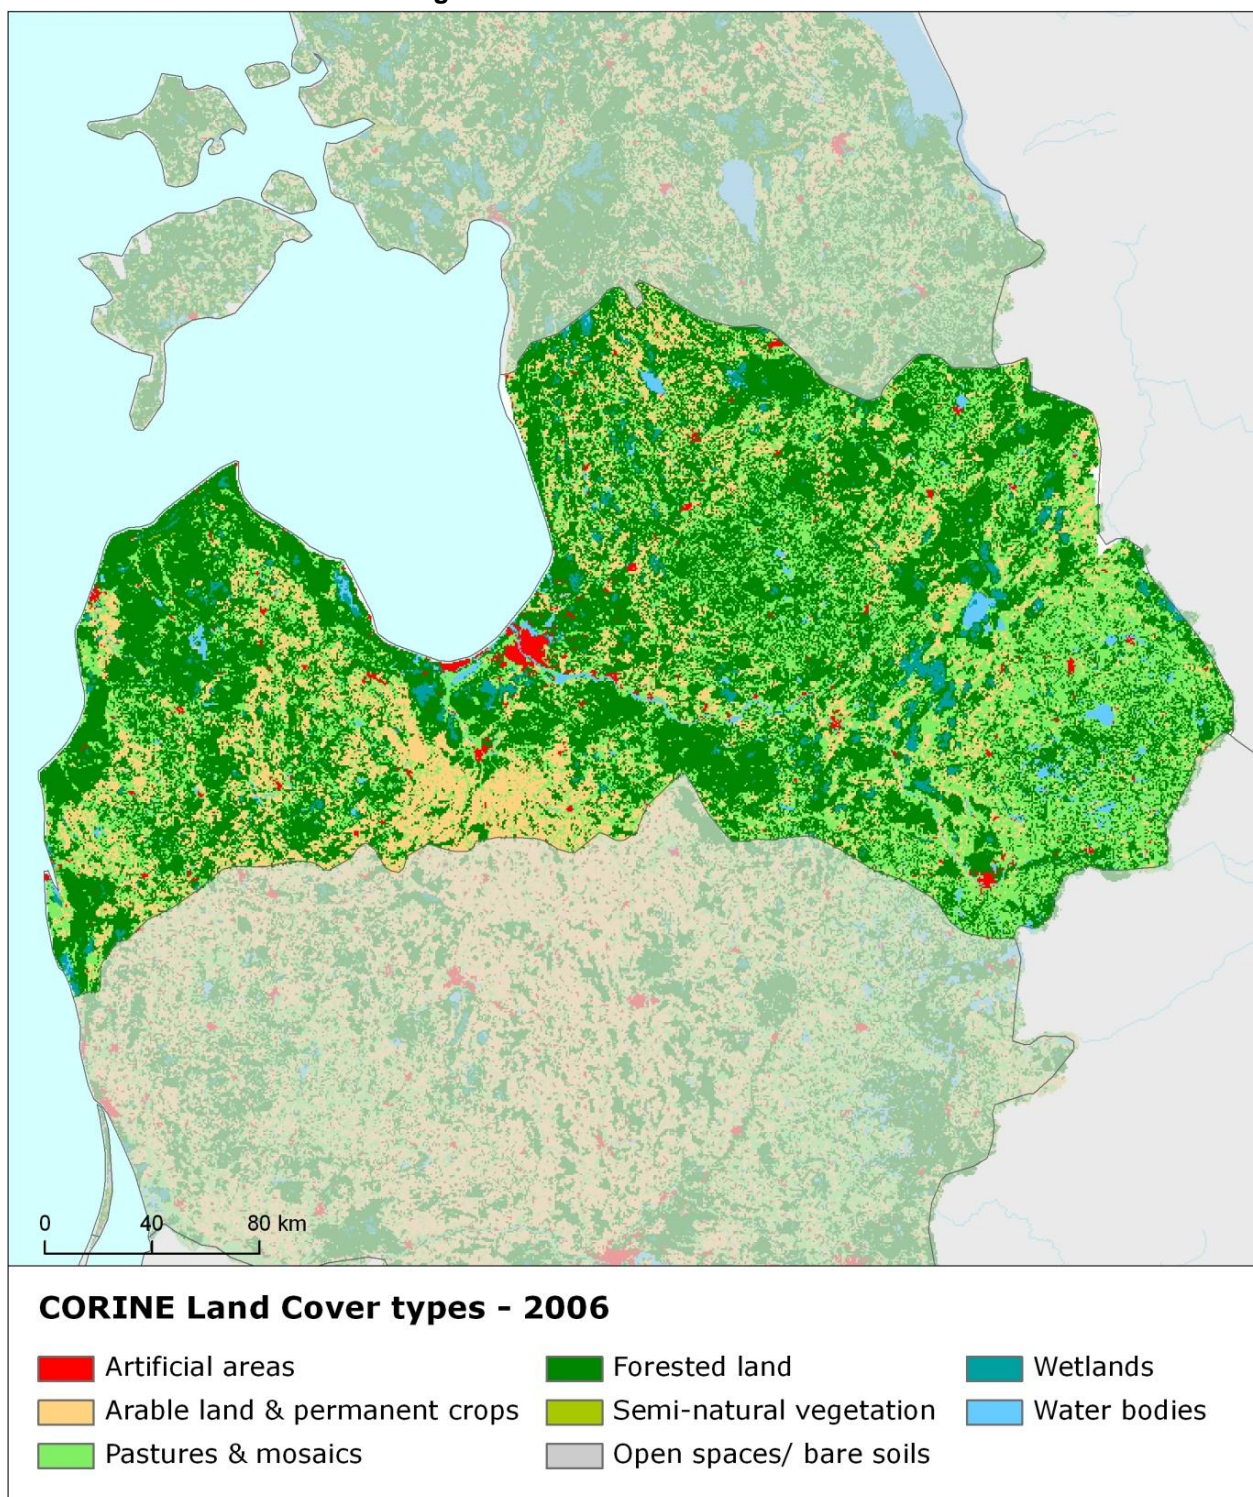 0 40 80 km
CORINE Land Cover types - 2006
Artificial areas
Forested land
Wetlands
Arable land & permanent crops
Semi-natural vegetation
Water bodies
Pastures & mosaics
Open spaces/ bare soils